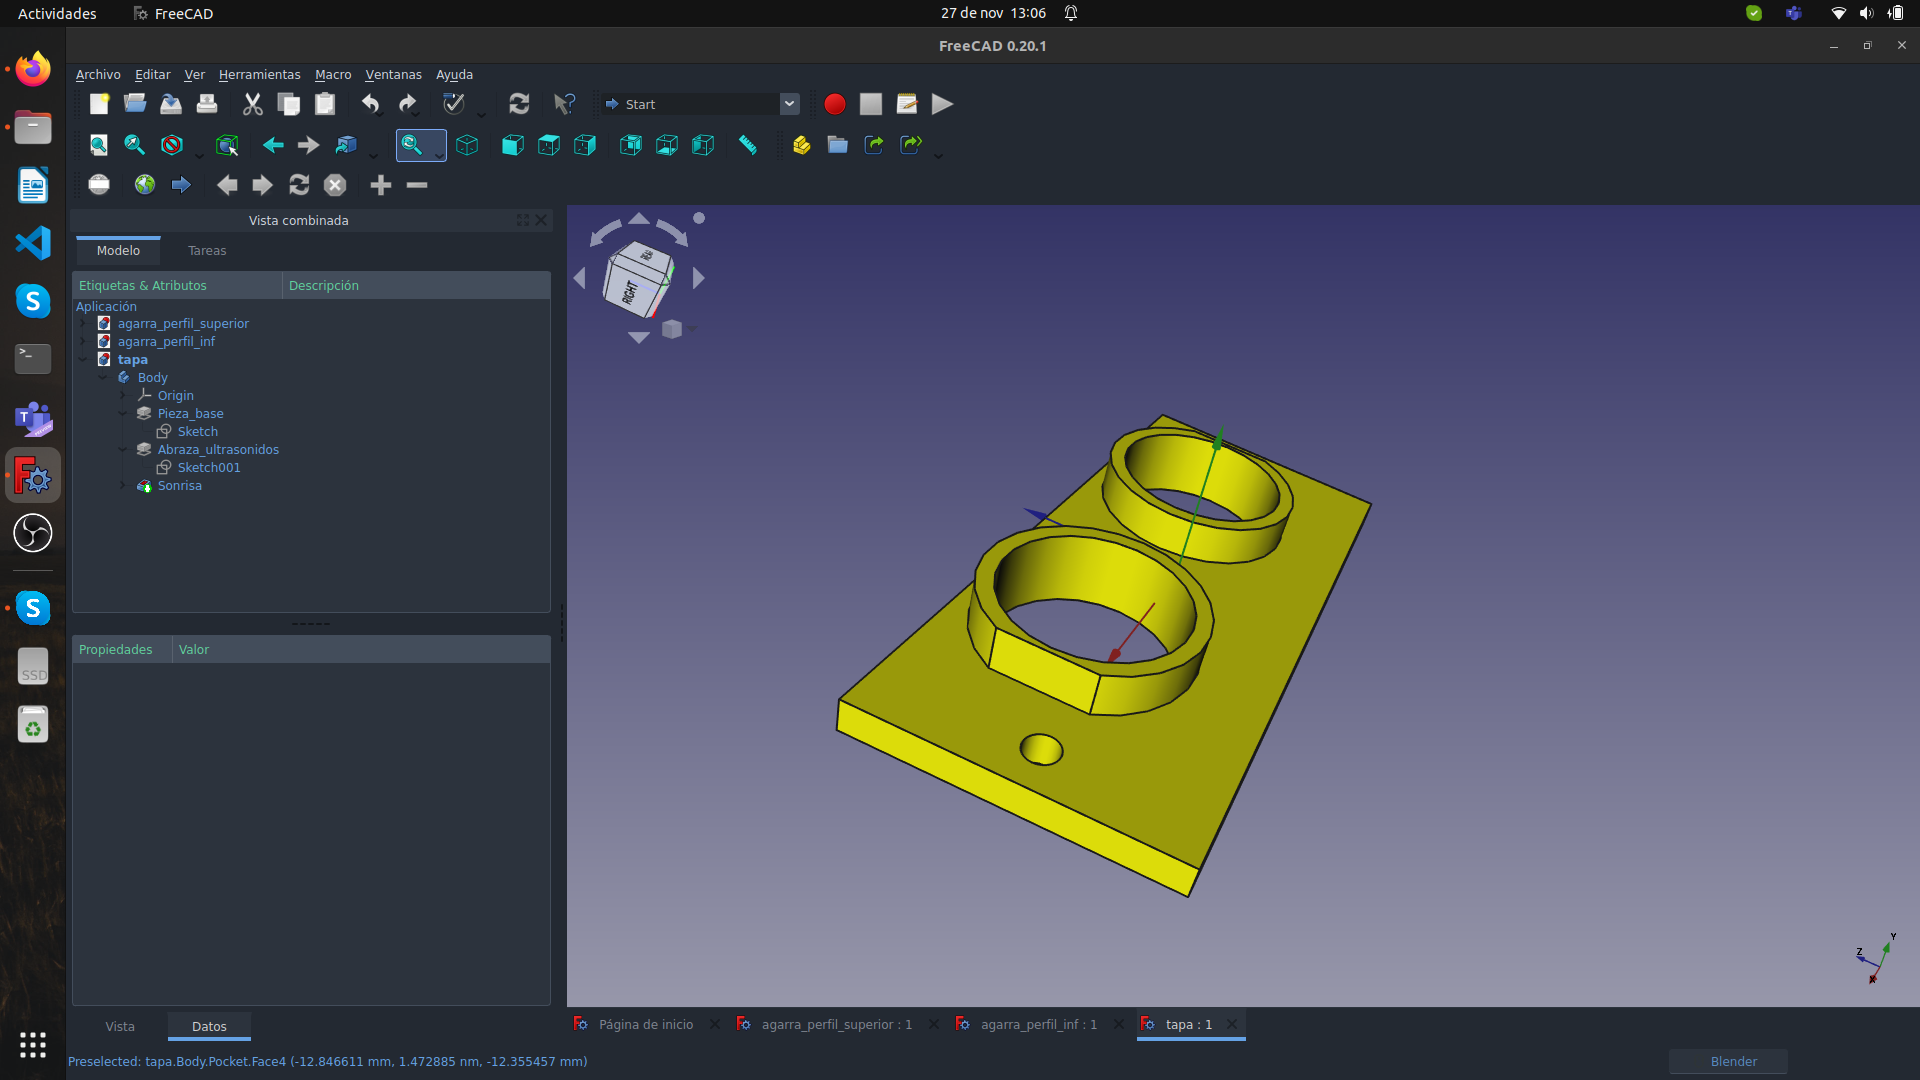 Actividades FreeCAD 27 de nov 13:06
FreeCAD 0.20.1
Archivo Editar Ver Herramientas Macro Ventanas Ayuda
Start
Vista combinada
Modelo Tareas
Etiquetas & Atributos Descripción
Aplicación
agarra_perfil_superior
agarra_perfil_inf
tapa
Body
Origin
Pieza_base
Sketch
Abraza_ultrasonidos
Sketch001
Sonrisa
SSD
RIGHT
Propiedades Valor
Z Y X
Vista Datos
Página de inicio agarra_perfil_superior : 1 agarra_perfil_inf : 1 tapa : 1
Preselected: tapa.Body.Pocket.Face4 (-12.846611 mm, 1.472885 nm, -12.355457 mm)
Blender